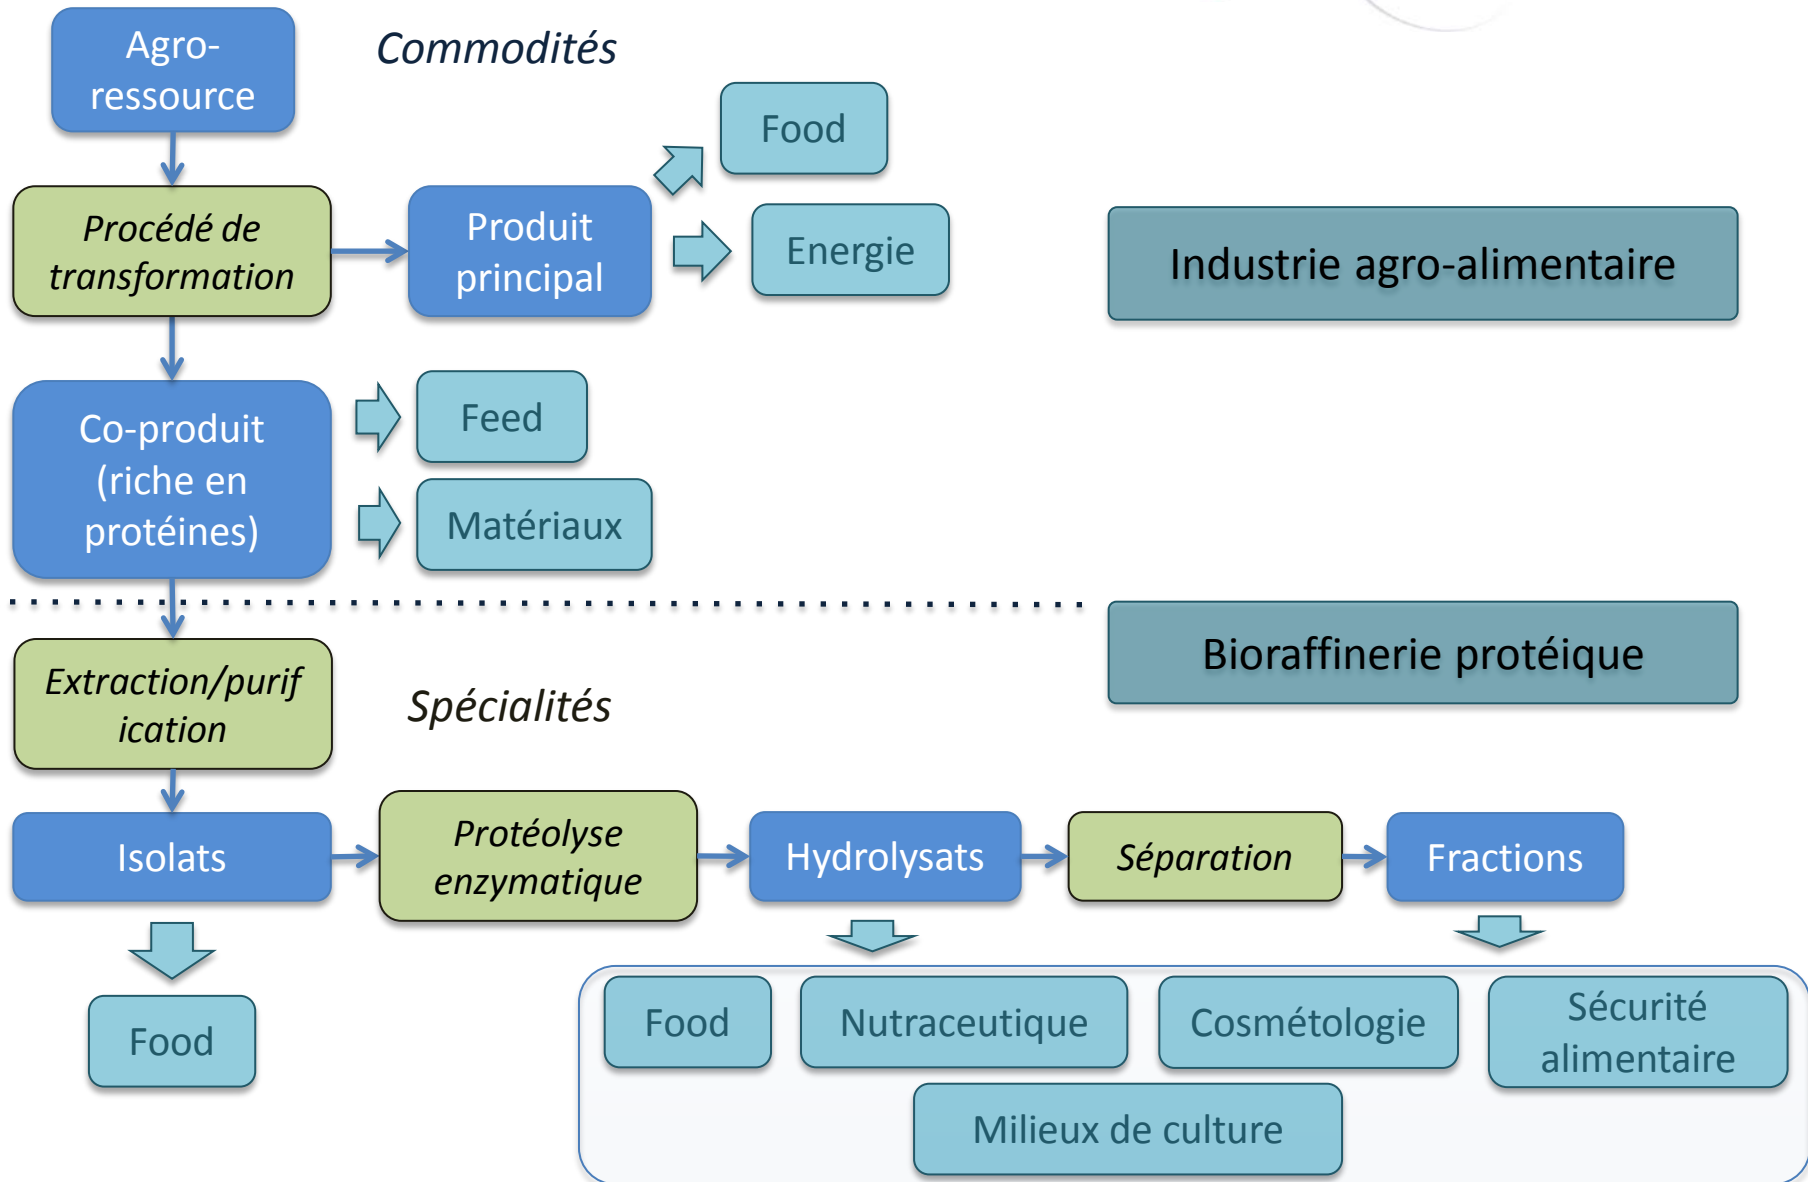 Agro-
ressource
Commodités
Food
Procédé de
transformation
Produit
principal
Energie
Industrie agro-alimentaire
Co-produit
(riche en
protéines)
Feed
Matériaux
Bioraffinerie protéique
Extraction/purif
ication
Spécialités
Isolats
Protéolyse
enzymatique
Hydrolysats
Séparation
Fractions
Food
Food
Nutraceutique
Cosmétologie
Sécurité
alimentaire
Milieux de culture